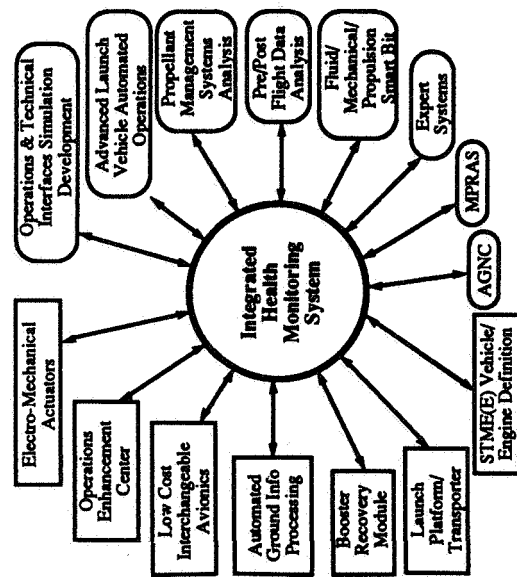 Electro-Mechanical
Actuators
Operations
Enhancement
Center
Low Cost
Interchangeable
Avionics
Automated
Ground Info
Processing
Booster
Recovery
Module
Launch
Platform/
Transporter
STME(E) Vehicle/
Engine Definition
Integrated
Health
Monitoring
System
Operations & Technical
Interfaces Simulation
Development
Advanced Launch
Vehicle Automated
Operations
Propellant
Management
Systems
Analysis
Pre/Post
Flight Data
Analysis
Fluid/
Mechanical/
Propulsion
Smart Bit
Expert
Systems
MPRAS
AGNC